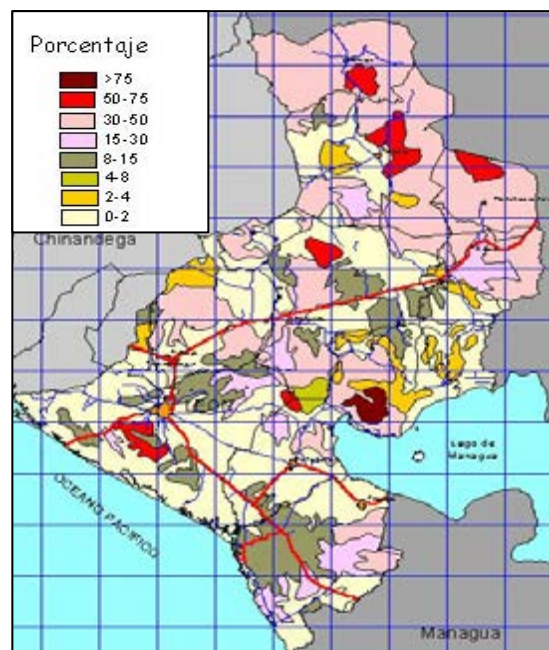 Porcentaje
>75
50-75
30-50
15-30
8-15
4-8
2-4
0-2
Chinandega
Lago de
Managua
OCEANO PACIFICO
Managua